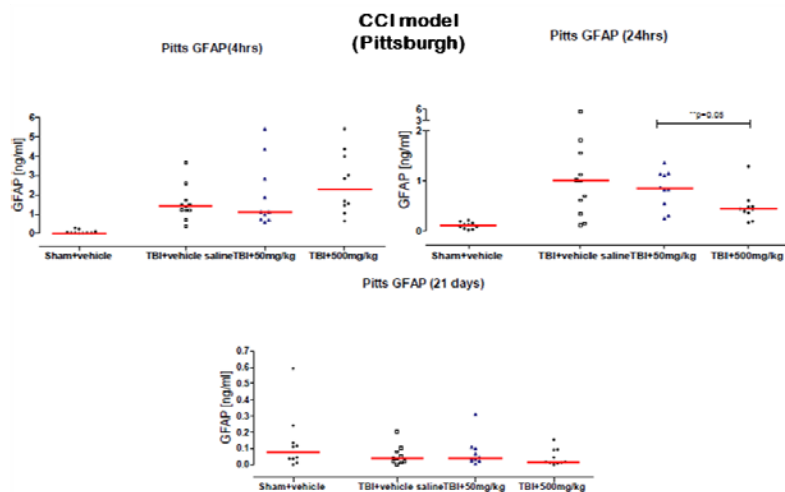 CCI model
(Pittsburgh)
Pitts GFAP(4hrs)
GFAP [ng/ml]
6
5
4
3
2
1
0
Sham+vehicle
TBI+vehicle saline
TBI+50mg/kg
TBI+500mg/kg
Pitts GFAP (24hrs)
GFAP [ng/ml]
6
3
2
1
0
**p=0.05
Sham+vehicle
TBI+vehicle saline
TBI+50mg/kg
TBI+500mg/kg
Pitts GFAP (21 days)
GFAP [ng/ml]
0.7
0.6
0.5
0.4
0.3
0.2
0.1
0.0
Sham+vehicle
TBI+vehicle saline
TBI+50mg/kg
TBI+500mg/kg